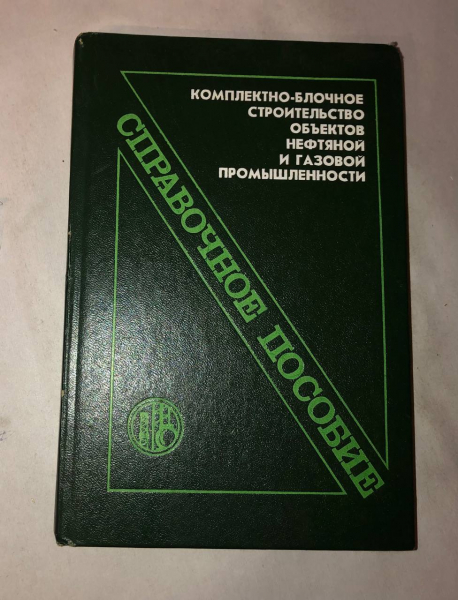 КОМПЛЕКТНО-БЛОЧНОЕ
СТРОИТЕЛЬСТВО
ОБЪЕКТОВ
НЕФТЯНОЙ
И ГАЗОВОЙ
ПРОМЫШЛЕННОСТИ
СПРАВОЧНОЕ ПОСОБИЕ